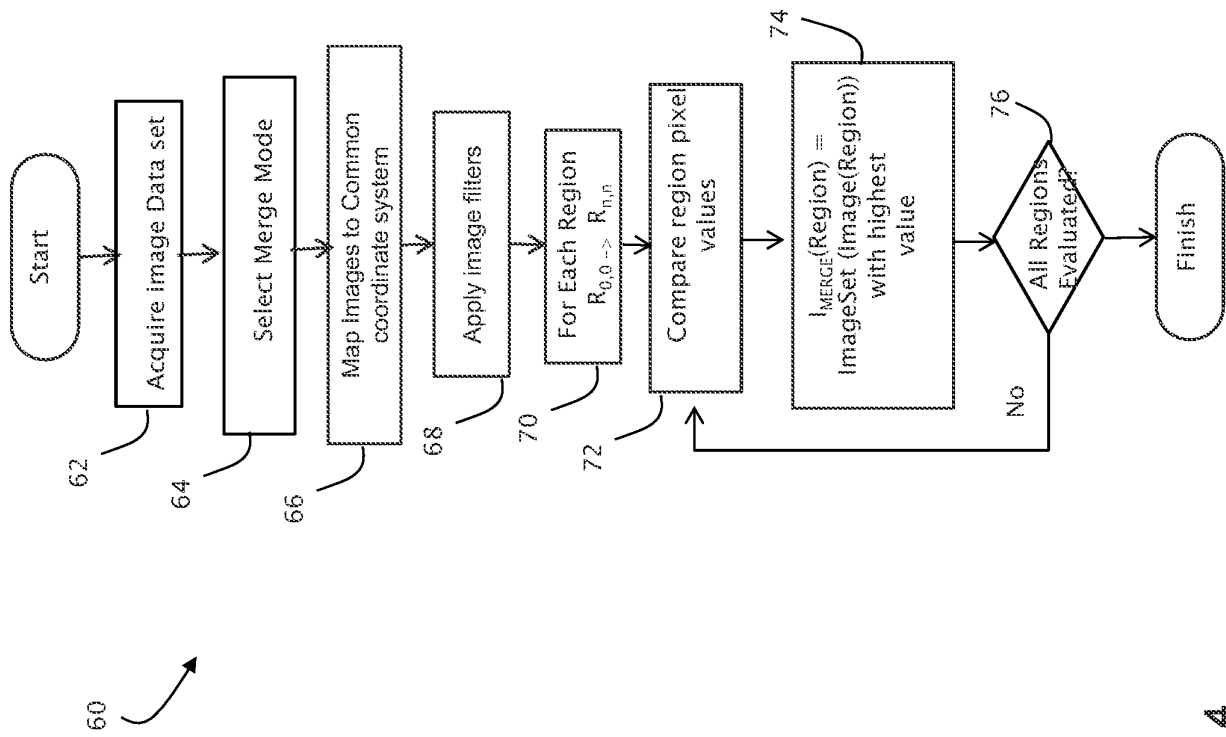 60
Start
62
Acquire Image Data set
64
Select Merge Mode
66
Map Images to Common
coordinate system
68
Apply Image filters
70
For Each Region
R0,0 -> Rn,n
72
Compare region pixel
values
74
IMERGE(Region) =
ImageSet (Image(Region))
with highest
value
76
All Regions
Evaluated?
No
Finish
4